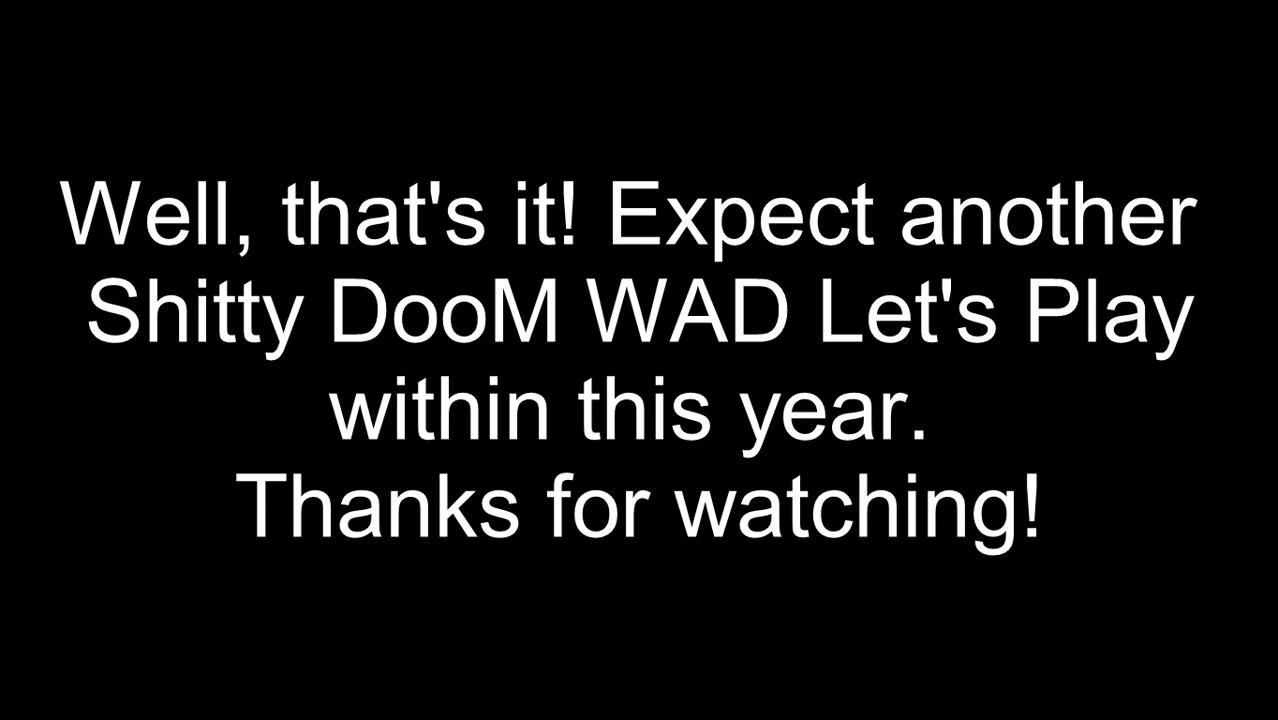 Well, that's it! Expect another
Shitty DooM WAD Let's Play
within this year.
Thanks for watching!